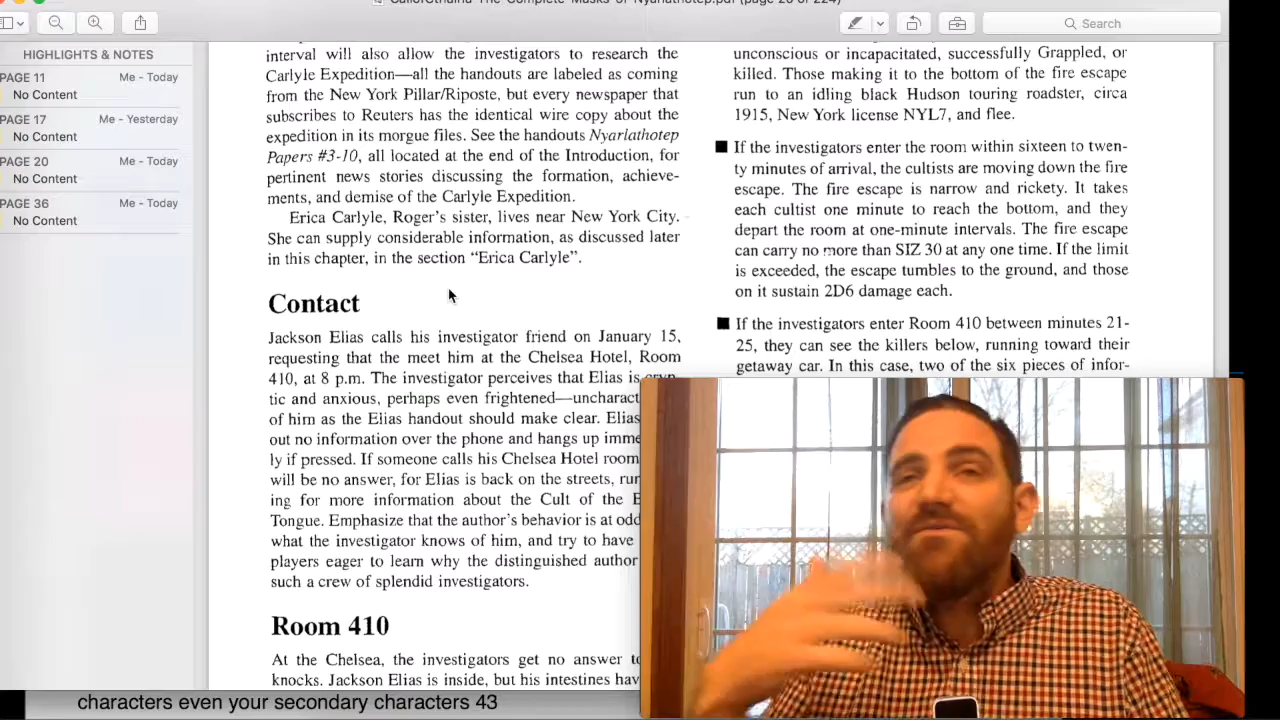 CallofCthulhu-The-Complete-Masks of Nyarlathotep.pdf (page 20 of 224)
Search
HIGHLIGHTS & NOTES
PAGE 11 Me - Today
No Content
PAGE 17 Me - Yesterday
No Content
PAGE 20 Me - Today
No Content
PAGE 36 Me - Today
No Content
interval will also allow the investigators to research the
Carlyle Expedition—all the handouts are labeled as coming
from the New York Pillar/Riposte, but every newspaper that
subscribes to Reuters has the identical wire copy about the
expedition in its morgue files. See the handouts Nyarlathotep
Papers #3-10, all located at the end of the Introduction, for
pertinent news stories discussing the formation, achieve-
ments, and demise of the Carlyle Expedition.
Erica Carlyle, Roger's sister, lives near New York City.
She can supply considerable information, as discussed later
in this chapter, in the section “Erica Carlyle”.
Contact
Jackson Elias calls his investigator friend on January 15,
requesting that the meet him at the Chelsea Hotel, Room
410, at 8 p.m. The investigator perceives that Elias is
tic and anxious, perhaps even frightened—uncharact
of him as the Elias handout should make clear. Elias
out no information over the phone and hangs up imme
ly if pressed. If someone calls his Chelsea Hotel room
will be no answer, for Elias is back on the streets, run
ing for more information about the Cult of the
Tongue. Emphasize that the author's behavior is at odd
what the investigator knows of him, and try to have
players eager to learn why the distinguished author
such a crew of splendid investigators.
Room 410
At the Chelsea, the investigators get no answer to
knocks. Jackson Elias is inside, but his intestines hav
unconscious or incapacitated, successfully Grappled, or
killed. Those making it to the bottom of the fire escape
run to an idling black Hudson touring roadster, circa
1915, New York license NYL7, and flee.
■ If the investigators enter the room within sixteen to twen-
ty minutes of arrival, the cultists are moving down the fire
escape. The fire escape is narrow and rickety. It takes
each cultist one minute to reach the bottom, and they
depart the room at one-minute intervals. The fire escape
can carry no more than SIZ 30 at any one time. If the limit
is exceeded, the escape tumbles to the ground, and those
on it sustain 2D6 damage each.
■ If the investigators enter Room 410 between minutes 21-
25, they can see the killers below, running toward their
getaway car. In this case, two of the six pieces of infor-
characters even your secondary characters 43